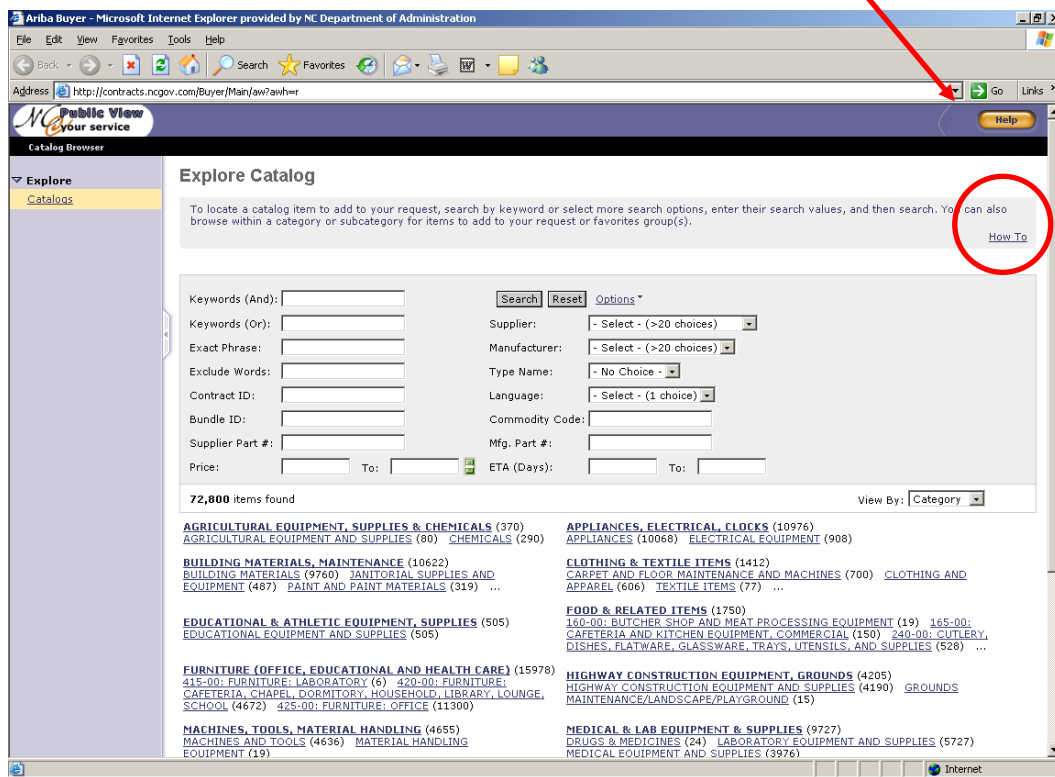 Ariba Buyer - Microsoft Internet Explorer provided by NC Department of Administration
File Edit View Favorites Tools Help
Back Search Favorites
Address http://contracts.ncgov.com/Buyer/Main/aw?awh=r Go Links
NC Public View
@your service
Help
Catalog Browser
Explore
Catalogs
Explore Catalog
To locate a catalog item to add to your request, search by keyword or select more search options, enter their search values, and then search. You can also
browse within a category or subcategory for items to add to your request or favorites group(s).
How To
Keywords (And): Search Reset Options
Keywords (Or): Supplier: - Select - (>20 choices)
Exact Phrase: Manufacturer: - Select - (>20 choices)
Exclude Words: Type Name: - No Choice -
Contract ID: Language: - Select - (1 choice)
Bundle ID: Commodity Code:
Supplier Part #: Mfg. Part #:
Price: To: ETA (Days): To:
72,800 items found View By: Category
AGRICULTURAL EQUIPMENT, SUPPLIES & CHEMICALS (370)
AGRICULTURAL EQUIPMENT AND SUPPLIES (80) CHEMICALS (290)
APPLIANCES, ELECTRICAL, CLOCKS (10976)
APPLIANCES (10068) ELECTRICAL EQUIPMENT (908)
BUILDING MATERIALS, MAINTENANCE (10622)
BUILDING MATERIALS (9760) JANITORIAL SUPPLIES AND
EQUIPMENT (487) PAINT AND PAINT MATERIALS (319) ...
CLOTHING & TEXTILE ITEMS (1412)
CARPET AND FLOOR MAINTENANCE AND MACHINES (700) CLOTHING AND
APPAREL (606) TEXTILE ITEMS (77) ...
EDUCATIONAL & ATHLETIC EQUIPMENT, SUPPLIES (505)
EDUCATIONAL EQUIPMENT AND SUPPLIES (505)
FOOD & RELATED ITEMS (1750)
160-00: BUTCHER SHOP AND MEAT PROCESSING EQUIPMENT (19) 165-00:
CAFETERIA AND KITCHEN EQUIPMENT, COMMERCIAL (150) 240-00: CUTLERY,
DISHES, FLATWARE, GLASSWARE, TRAYS, UTENSILS, AND SUPPLIES (528) ...
FURNITURE (OFFICE, EDUCATIONAL AND HEALTH CARE) (15978)
415-00: FURNITURE: LABORATORY (6) 420-00: FURNITURE:
CAFETERIA, CHAPEL, DORMITORY, HOUSEHOLD, LIBRARY, LOUNGE,
SCHOOL (4672) 425-00: FURNITURE: OFFICE (11300)
HIGHWAY CONSTRUCTION EQUIPMENT, GROUNDS (4205)
HIGHWAY CONSTRUCTION EQUIPMENT AND SUPPLIES (4190) GROUNDS
MAINTENANCE/LANDSCAPE/PLAYGROUND (15)
MACHINES, TOOLS, MATERIAL HANDLING (4655)
MACHINES AND TOOLS (4636) MATERIAL HANDLING
EQUIPMENT (19)
MEDICAL & LAB EQUIPMENT & SUPPLIES (9727)
DRUGS & MEDICINES (24) LABORATORY EQUIPMENT AND SUPPLIES (5727)
MEDICAL EQUIPMENT AND SUPPLIES (3976)
Internet